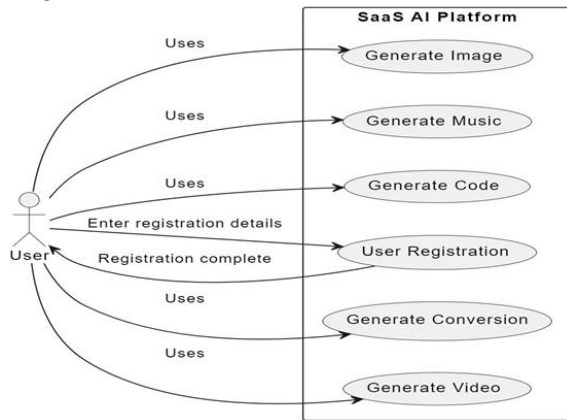 SaaS AI Platform
Uses
Generate Image
Uses
Generate Music
Uses
Generate Code
Enter registration details
User Registration
Registration complete
User
Uses
Generate Conversion
Uses
Generate Video